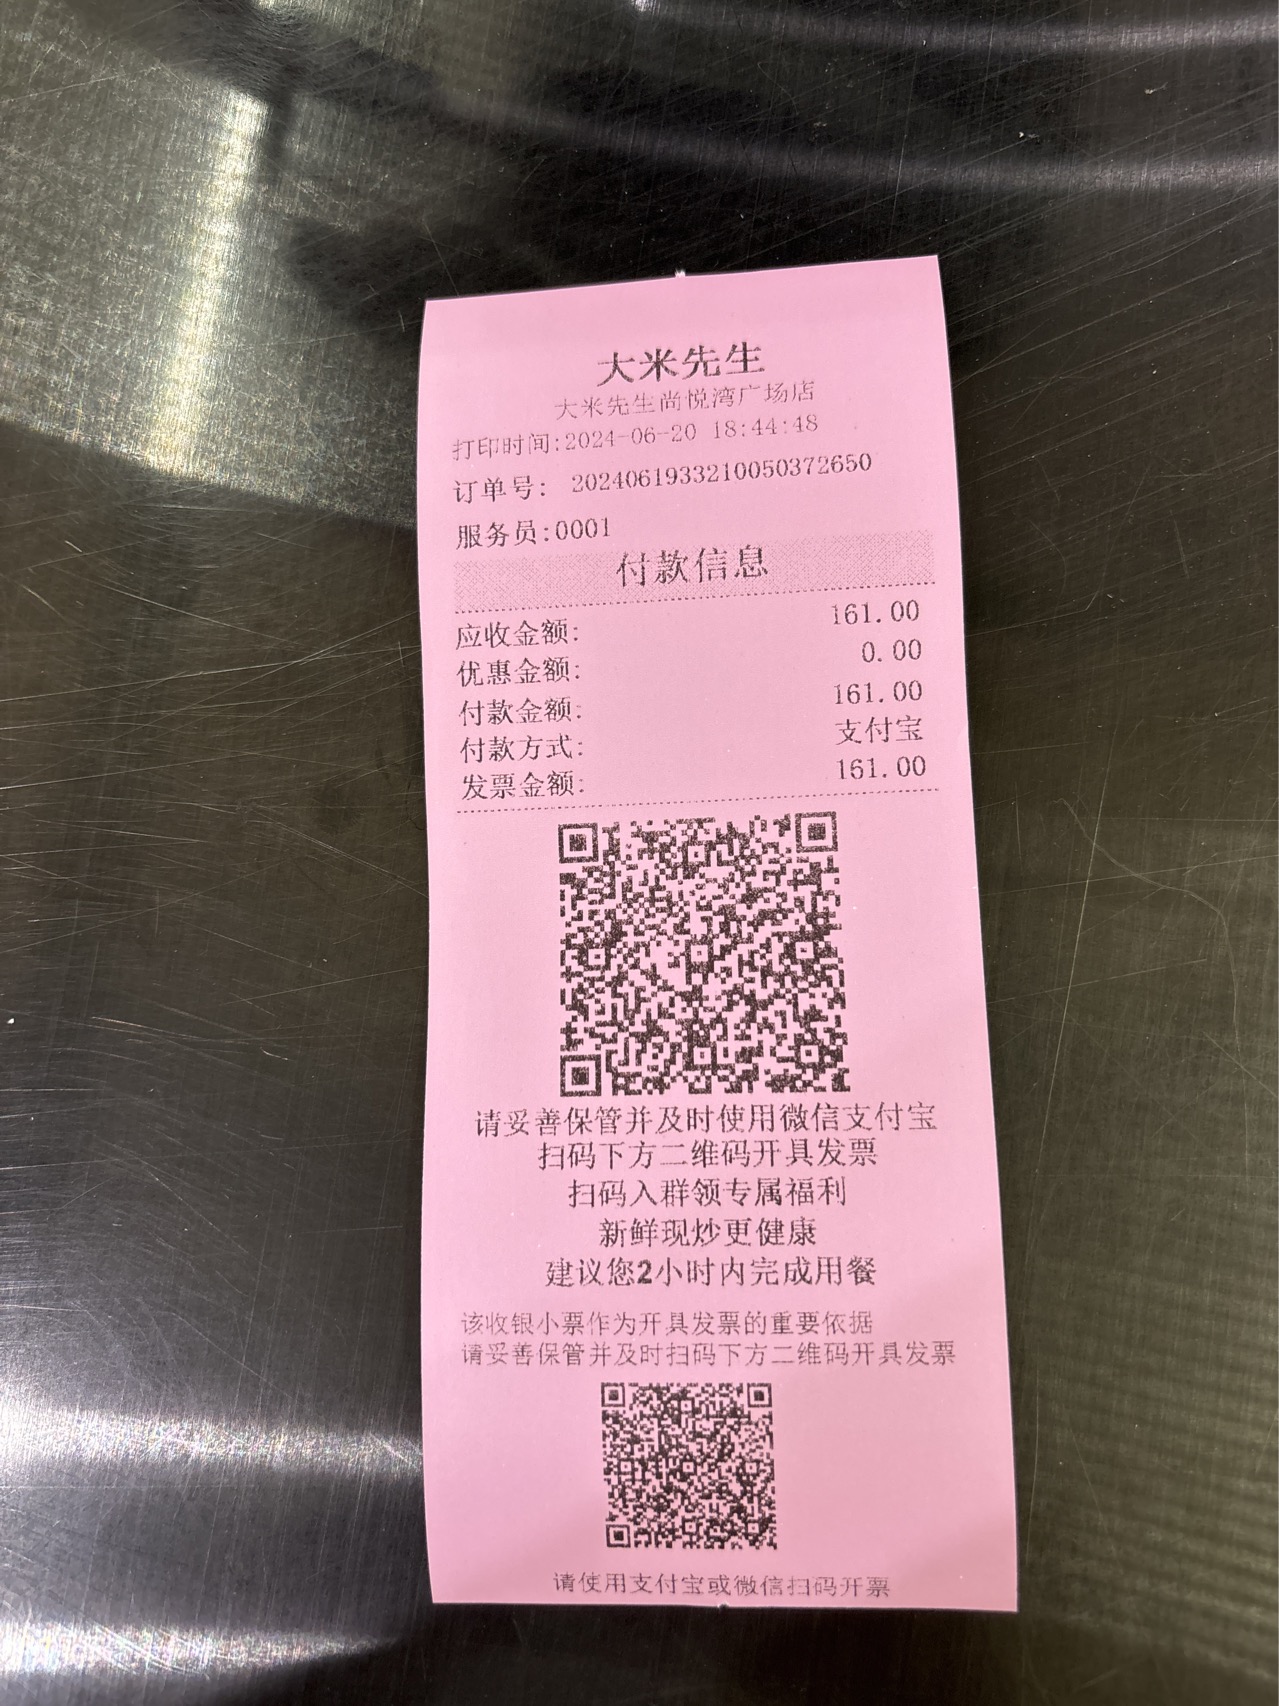 大米先生
大米先生尚悦湾广场店
打印时间:2024-06-20 18:44:48
订单号: 2024061933210050372650
服务员:0001
付款信息
应收金额: 161.00
优惠金额: 0.00
付款金额: 161.00
付款方式: 支付宝
发票金额: 161.00
请妥善保管并及时使用微信支付宝
扫码下方二维码开具发票
扫码入群领专属福利
新鲜现炒更健康
建议您2小时内完成用餐
该收银小票作为开具发票的重要依据
请妥善保管并及时扫码下方二维码开具发票
请使用支付宝或微信扫码开票